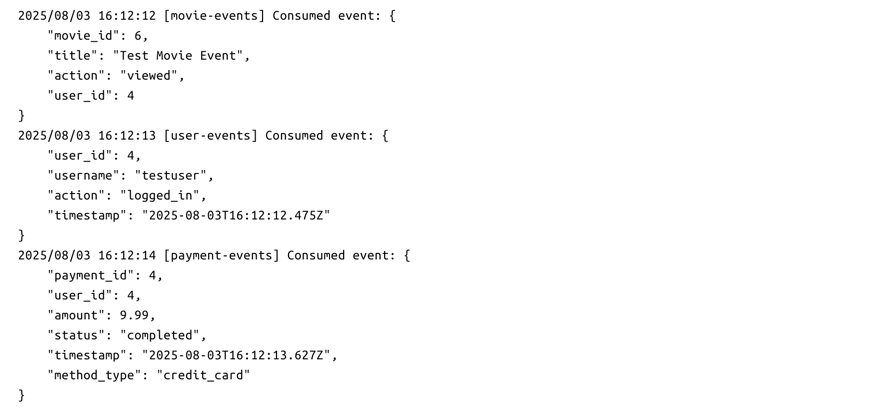 2025/08/03 16:12:12 [movie-events] Consumed event: {
    "movie_id": 6,
    "title": "Test Movie Event",
    "action": "viewed",
    "user_id": 4
}
2025/08/03 16:12:13 [user-events] Consumed event: {
    "user_id": 4,
    "username": "testuser",
    "action": "logged_in",
    "timestamp": "2025-08-03T16:12:12.475Z"
}
2025/08/03 16:12:14 [payment-events] Consumed event: {
    "payment_id": 4,
    "user_id": 4,
    "amount": 9.99,
    "status": "completed",
    "timestamp": "2025-08-03T16:12:13.627Z",
    "method_type": "credit_card"
}